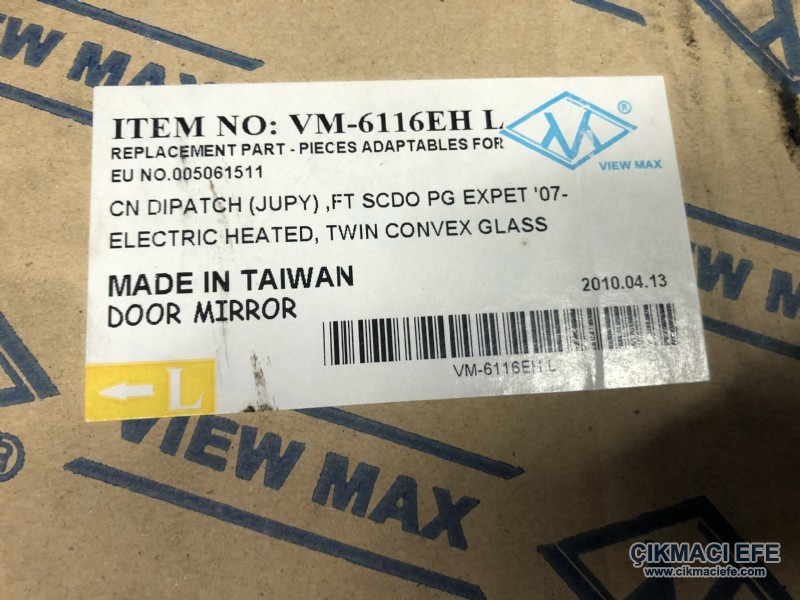 VIEW MAX
ITEM NO: VM-6116EH L
REPLACEMENT PART - PIECES ADAPTABLES FOR
EU NO.005061511
VIEW MAX
®
CN DIPATCH (JUPY) ,FT SCDO PG EXPET '07-
ELECTRIC HEATED, TWIN CONVEX GLASS
MADE IN TAIWAN
2010.04.13
DOOR MIRROR
VM-6116EH L
L
VIEW MAX
®
ÇIKMACI EFE
www.cikmaciefe.com